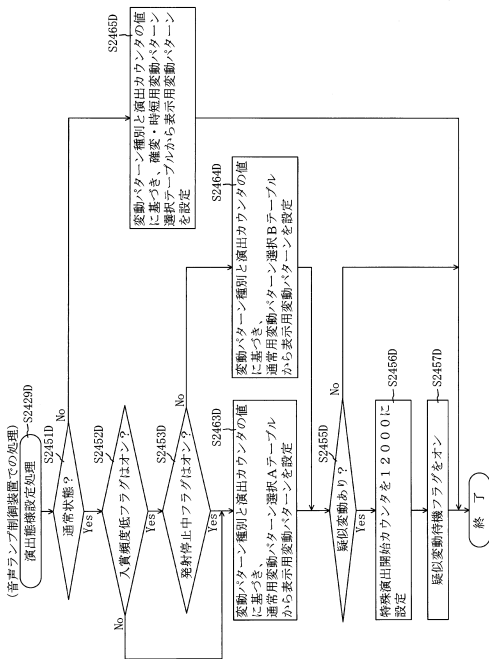 (音声ランプ制御装置での処理)
演出態様設定処理
S2429D
通常状態?
S2451D
Yes
No
入賞頻度低フラグはオン?
S2452D
No
Yes
発射停止中フラグはオン?
S2453D
Yes
No
変動パターン種別と演出カウンタの値
に基づき、
通常用変動パターン選択Aテーブル
から表示用変動パターンを設定
S2463D
変動パターン種別と演出カウンタの値
に基づき、
通常用変動パターン選択Bテーブル
から表示用変動パターンを設定
S2464D
変動パターン種別と演出カウンタの値
に基づき、確変・時短用変動パターン
選択テーブルから表示用変動パターン
を設定
S2465D
疑似変動あり?
S2455D
Yes
No
特殊演出開始カウンタを12000に
設定
S2456D
疑似変動待機フラグをオン
S2457D
終 了